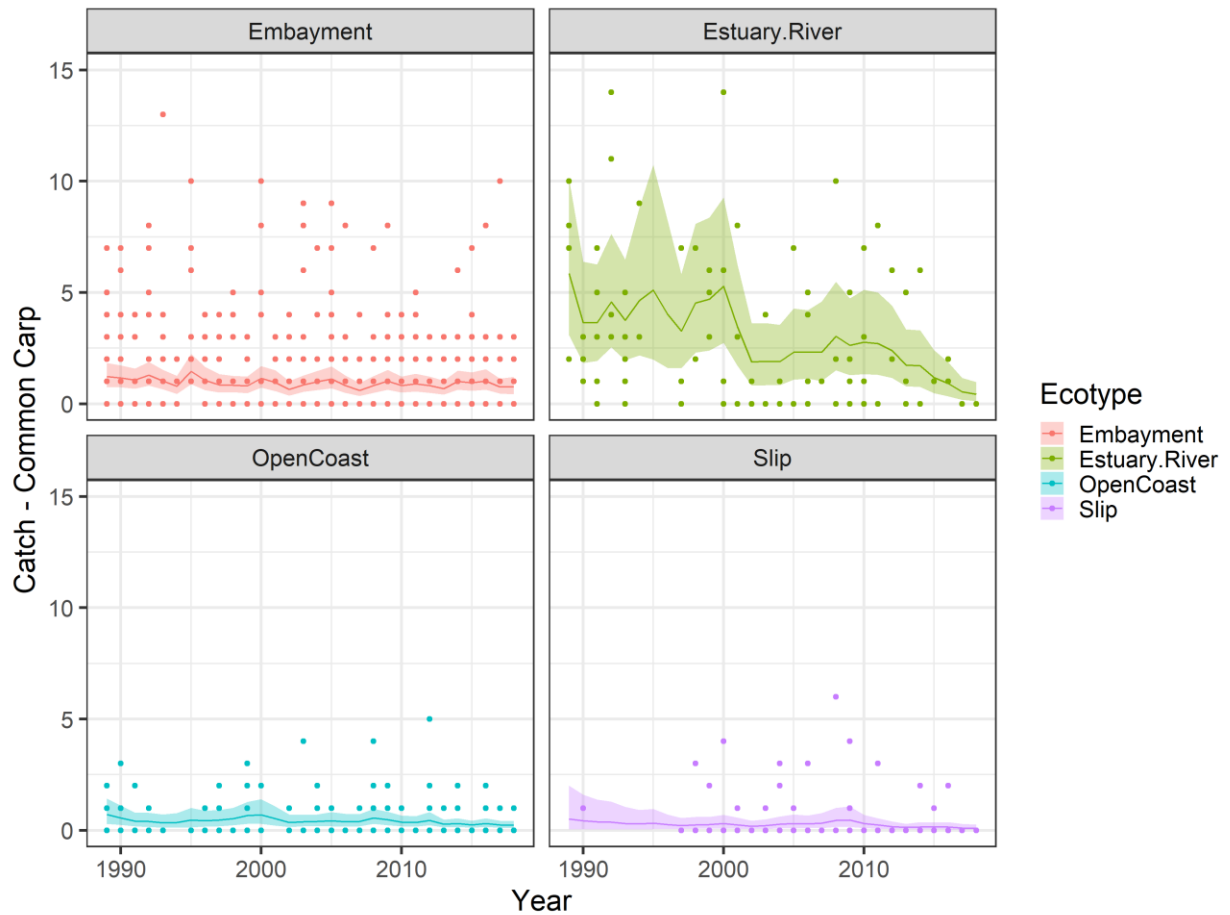 Embayment
Estuary.River
15
10
5
0
OpenCoast
Slip
15
10
5
0
1990 2000 2010
1990 2000 2010
Year
Catch - Common Carp
Ecotype
Embayment
Estuary.River
OpenCoast
Slip